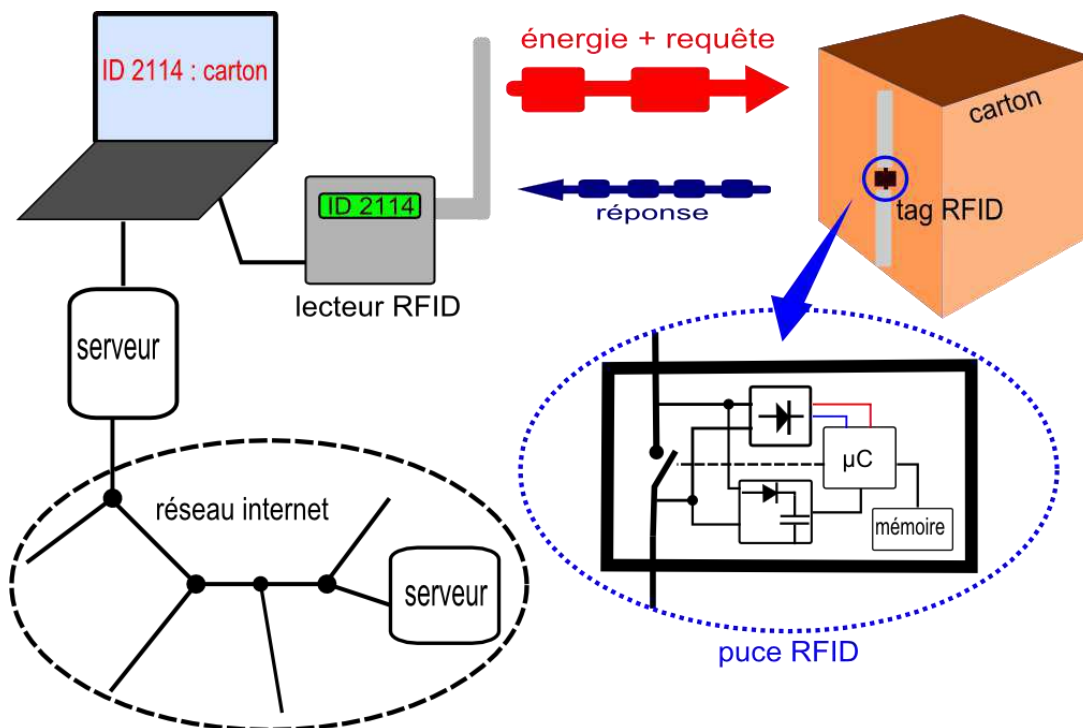 énergie + requête
ID 2114 : carton
carton
ID 2114
réponse
tag RFID
lecteur RFID
serveur
µC
réseau internet
mémoire
serveur
puce RFID